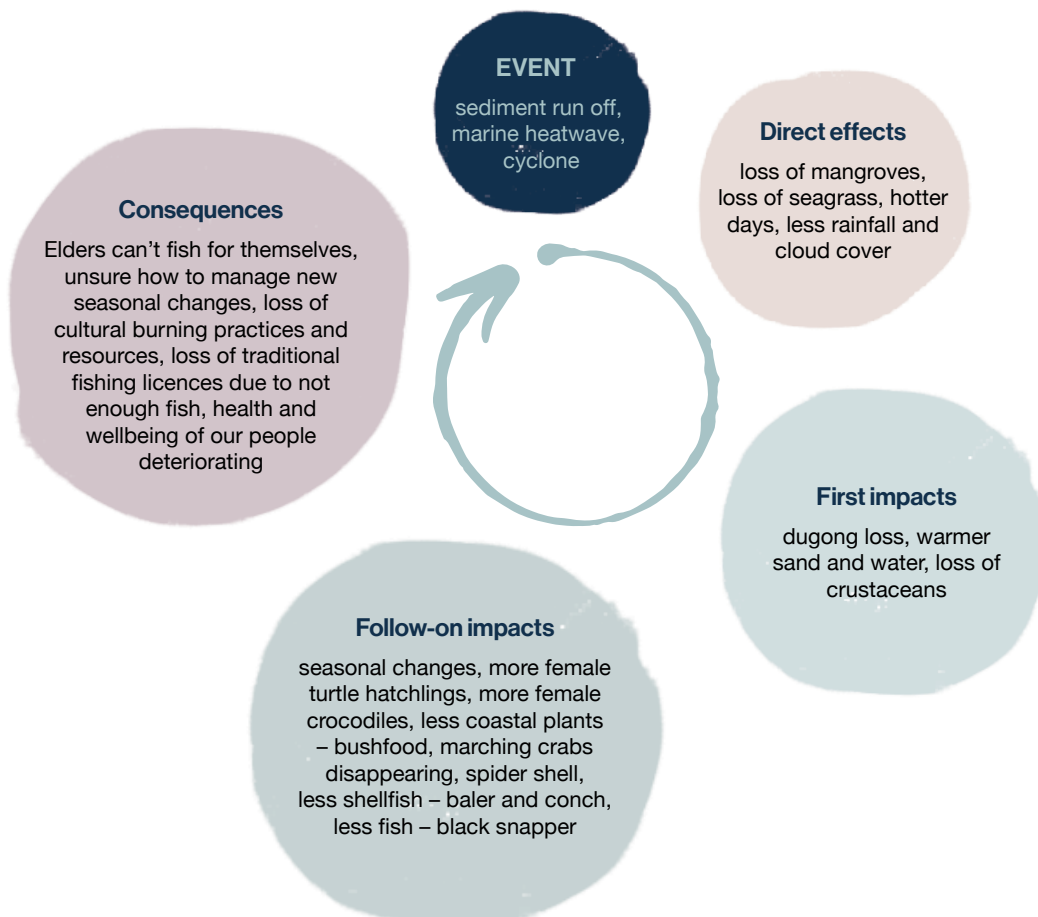 EVENT
sediment run off,
marine heatwave,
cyclone
Direct effects
loss of mangroves,
loss of seagrass, hotter
days, less rainfall and
cloud cover
First impacts
dugong loss, warmer
sand and water, loss of
crustaceans
Follow-on impacts
seasonal changes, more female
turtle hatchlings, more female
crocodiles, less coastal plants
– bushfood, marching crabs
disappearing, spider shell,
less shellfish – baler and conch,
less fish – black snapper
Consequences
Elders can’t fish for themselves,
unsure how to manage new
seasonal changes, loss of
cultural burning practices and
resources, loss of traditional
fishing licences due to not
enough fish, health and
wellbeing of our people
deteriorating